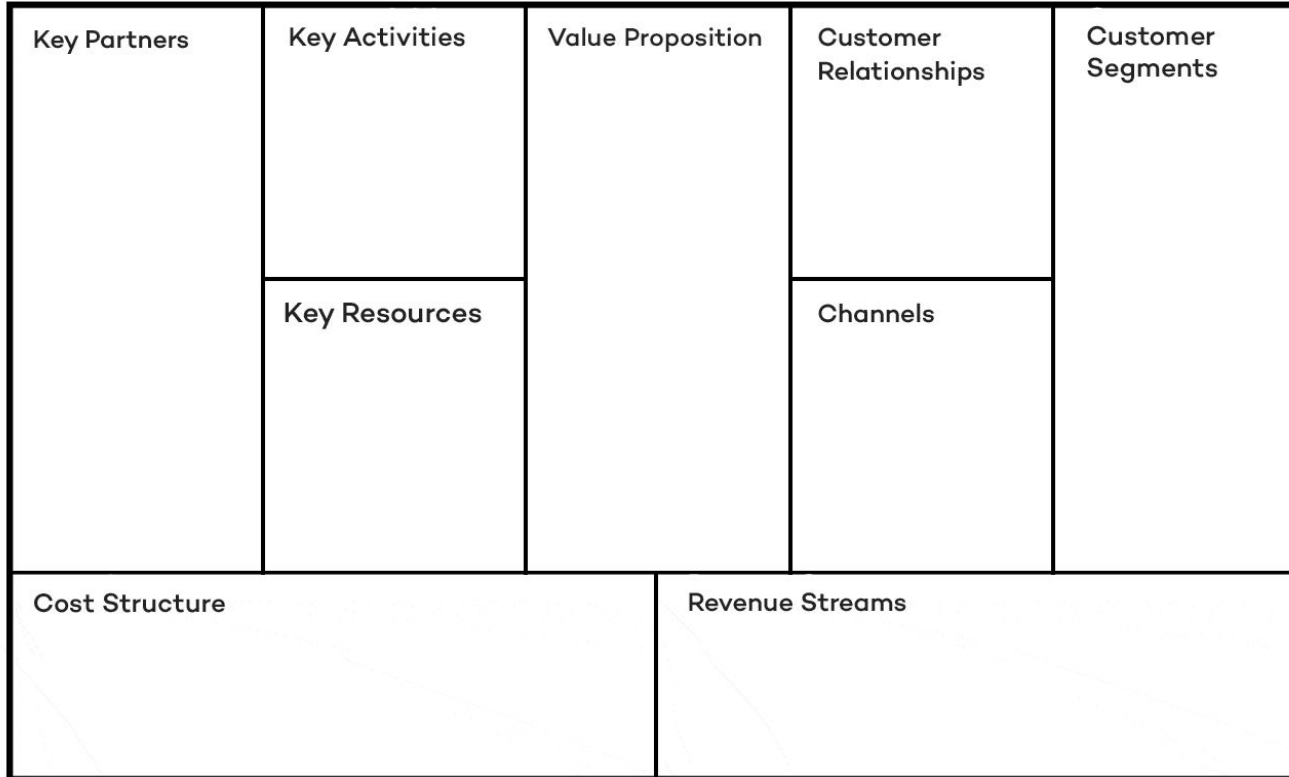 Key Partners
Key Activities
Value Proposition
Customer
Relationships
Customer
Segments
Key Resources
Channels
Cost Structure
Revenue Streams